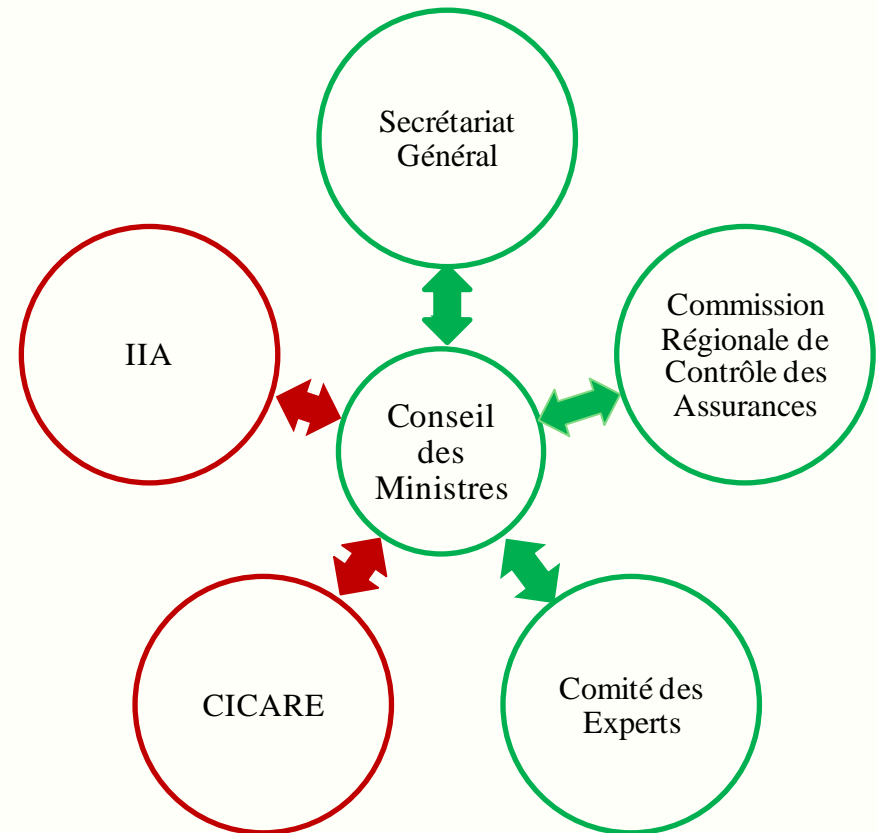 Secrétariat
Général
Commission
Régionale de
Contrôle des
Assurances
IIA
Conseil
des
Ministres
CICARE
Comité des
Experts